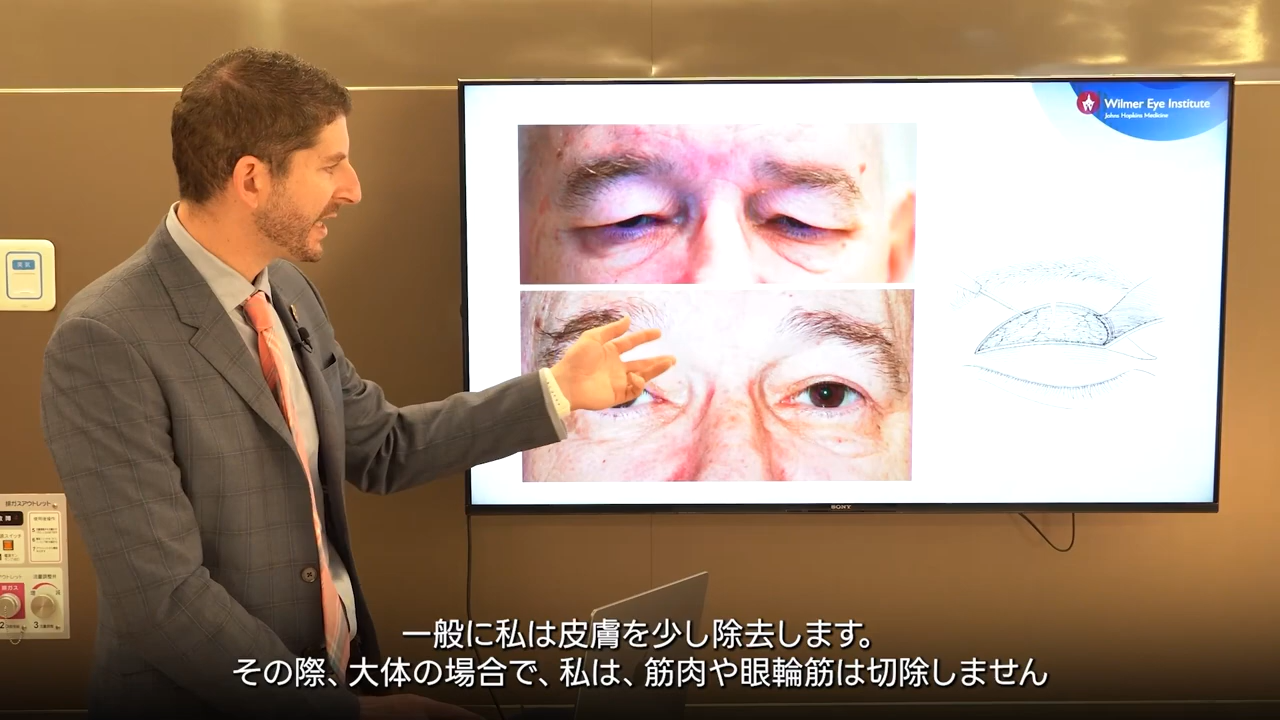 Wilmer Eye Institute
Johns Hopkins Medicine
SONY
一般に私は皮膚を少し除去します。
その際、大体の場合で、私は、筋肉や眼輪筋は切除しません